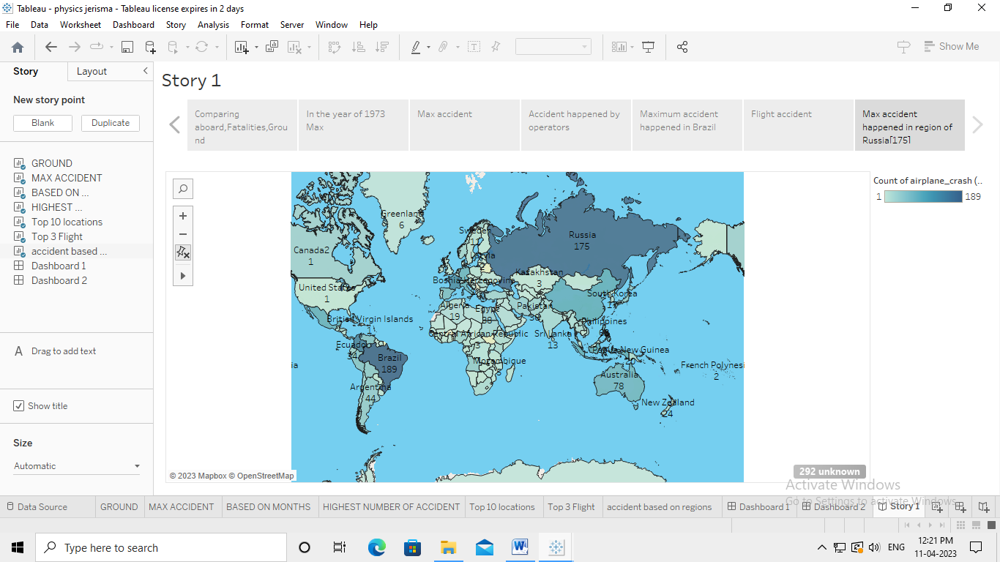 Tableau - physics jerisma - Tableau license expires in 2 days
File Data Worksheet Dashboard Story Analysis Format Server Window Help
Show Me
Story
Layout
New story point
Blank
Duplicate
GROUND
MAX ACCIDENT
BASED ON ...
HIGHEST ...
Top 10 locations
Top 3 Flight
accident based ...
Dashboard 1
Dashboard 2
A Drag to add text
Show title
Size
Automatic
Story 1
Comparing
aboard,Fatalities,Grou
nd
In the year of 1973
Max
Max accident
Accident happened by
operators
Maximum accident
happened in Brazil
Flight accident
Max accident
happened in region of
Russia[175]
Greenland
6
Sweden
11
Russia
175
Canada2
1
Latvia
2
Kazakhstan
3
Bosnia-Herzegovina
United States
1
South Korea
Algeria
19
Egypt
38
Pakistan
British Virgin Islands
1
Philippines
Central African Republic
3
Sri Lanka
13
Ecuador
34
Brazil
189
Papua New Guinea
20
Mozambique
5
French Polynesi
2
ia
Argentina
44
Australia
78
New Zealand
24
© 2023 Mapbox © OpenStreetMap
292 unknown
Count of airplane_crash (..
1
189
Activate Windows
Go to Settings to activate Windows.
Data Source
GROUND
MAX ACCIDENT
BASED ON MONTHS
HIGHEST NUMBER OF ACCIDENT
Top 10 locations
Top 3 Flight
accident based on regions
Dashboard 1
Dashboard 2
Story 1
Type here to search
ENG
12:21 PM
11-04-2023